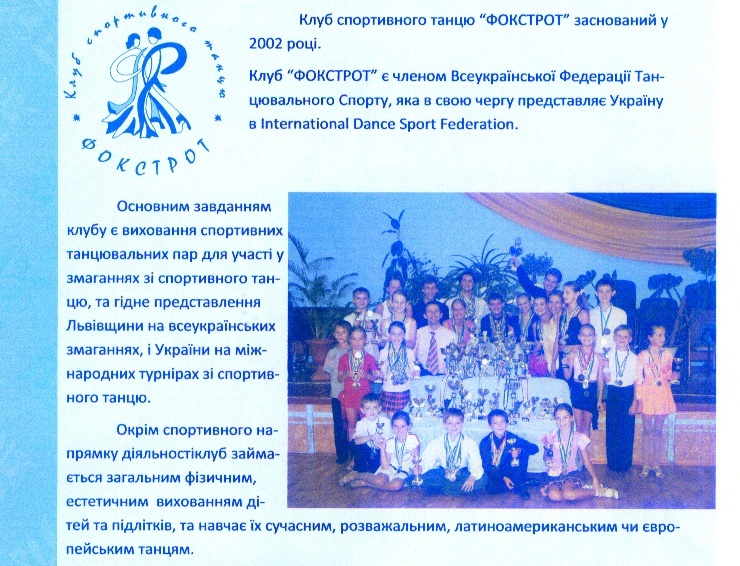 Клуб спортивного танцю
ФОКСТРОТ
Клуб спортивного танцю “ФОКСТРОТ” заснований у
2002 році.
Клуб “ФОКСТРОТ” є членом Всеукраїнської Федерації Тан-
цювального Спорту, яка в свою чергу представляє Україну
в International Dance Sport Federation.
Основним завданням
клубу є виховання спортивних
танцювальних пар для участі у
змаганнях зі спортивного тан-
цю, та гідне представлення
Львівщини на всеукраїнських
змаганнях, і України на між-
народних турнірах зі спортив-
ного танцю.
Окрім спортивного на-
прямку діяльностіклуб займа-
ється загальним фізичним,
естетичним вихованням ді-
тей та підлітків, та навчає їх сучасним, розважальним, латиноамериканським чи євро-
пейським танцям.